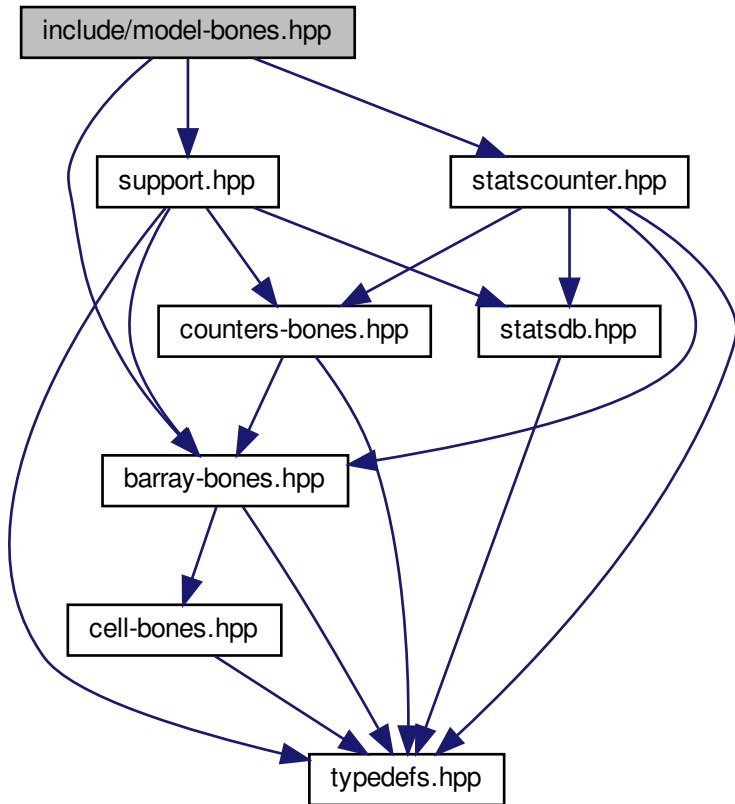 include/model-bones.hpp
support.hpp
statscounter.hpp
counters-bones.hpp
statsdb.hpp
barray-bones.hpp
cell-bones.hpp
typedefs.hpp